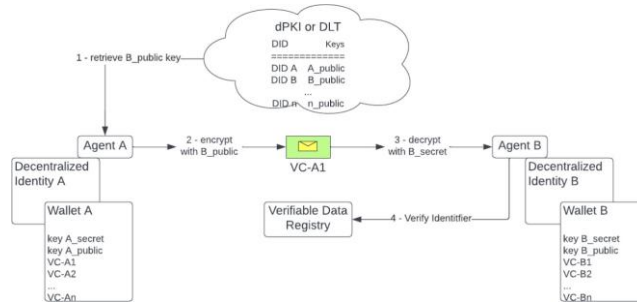 dPKI or DLT
DID Keys
=============
DID A A_public
DID B B_public
...
DID n n_public
1 - retrieve B_public key
Agent A
2 - encrypt
with B_public
VC-A1
3 - decrypt
with B_secret
Agent B
Decentralized
Identity A
Decentralized
Identity B
Wallet A
key A_secret
key A_public
VC-A1
VC-A2
...
VC-An
Verifiable Data
Registry
4 - Verify Identitfier
Wallet B
key B_secret
key B_public
VC-B1
VC-B2
...
VC-Bn